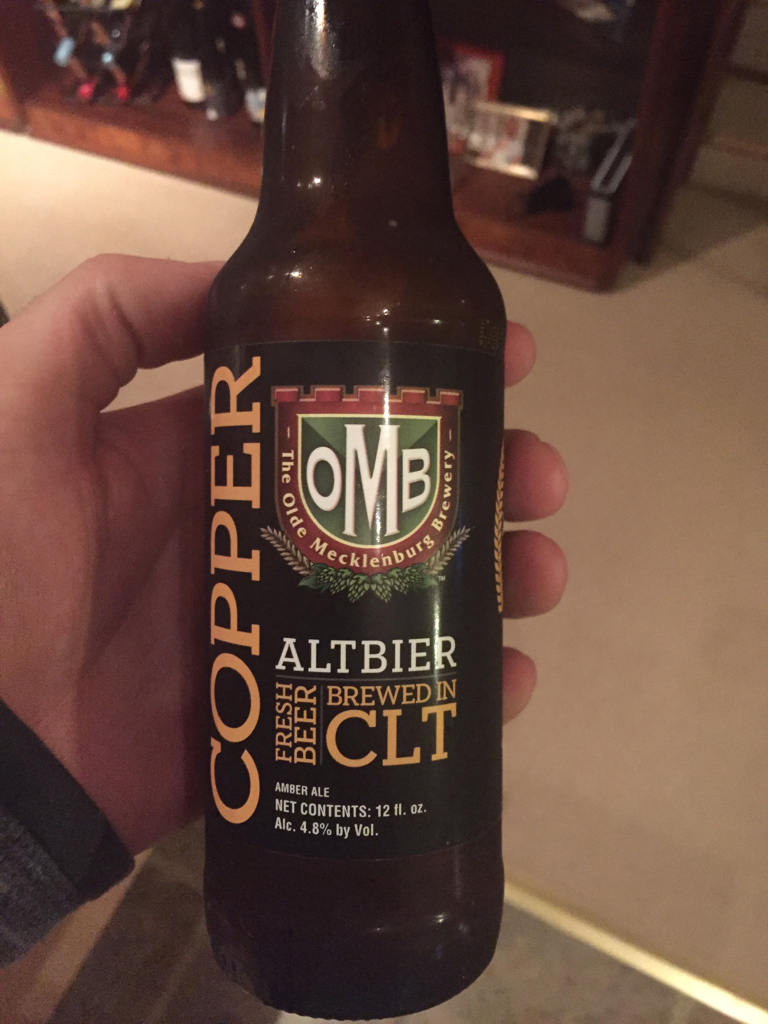 COPPER
OMB
- The Olde Mecklenburg Brewery -
TM
ALTBIER
FRESH
BEER
BREWED IN
CLT
AMBER ALE
NET CONTENTS: 12 fl. oz.
Alc. 4.8% by Vol.